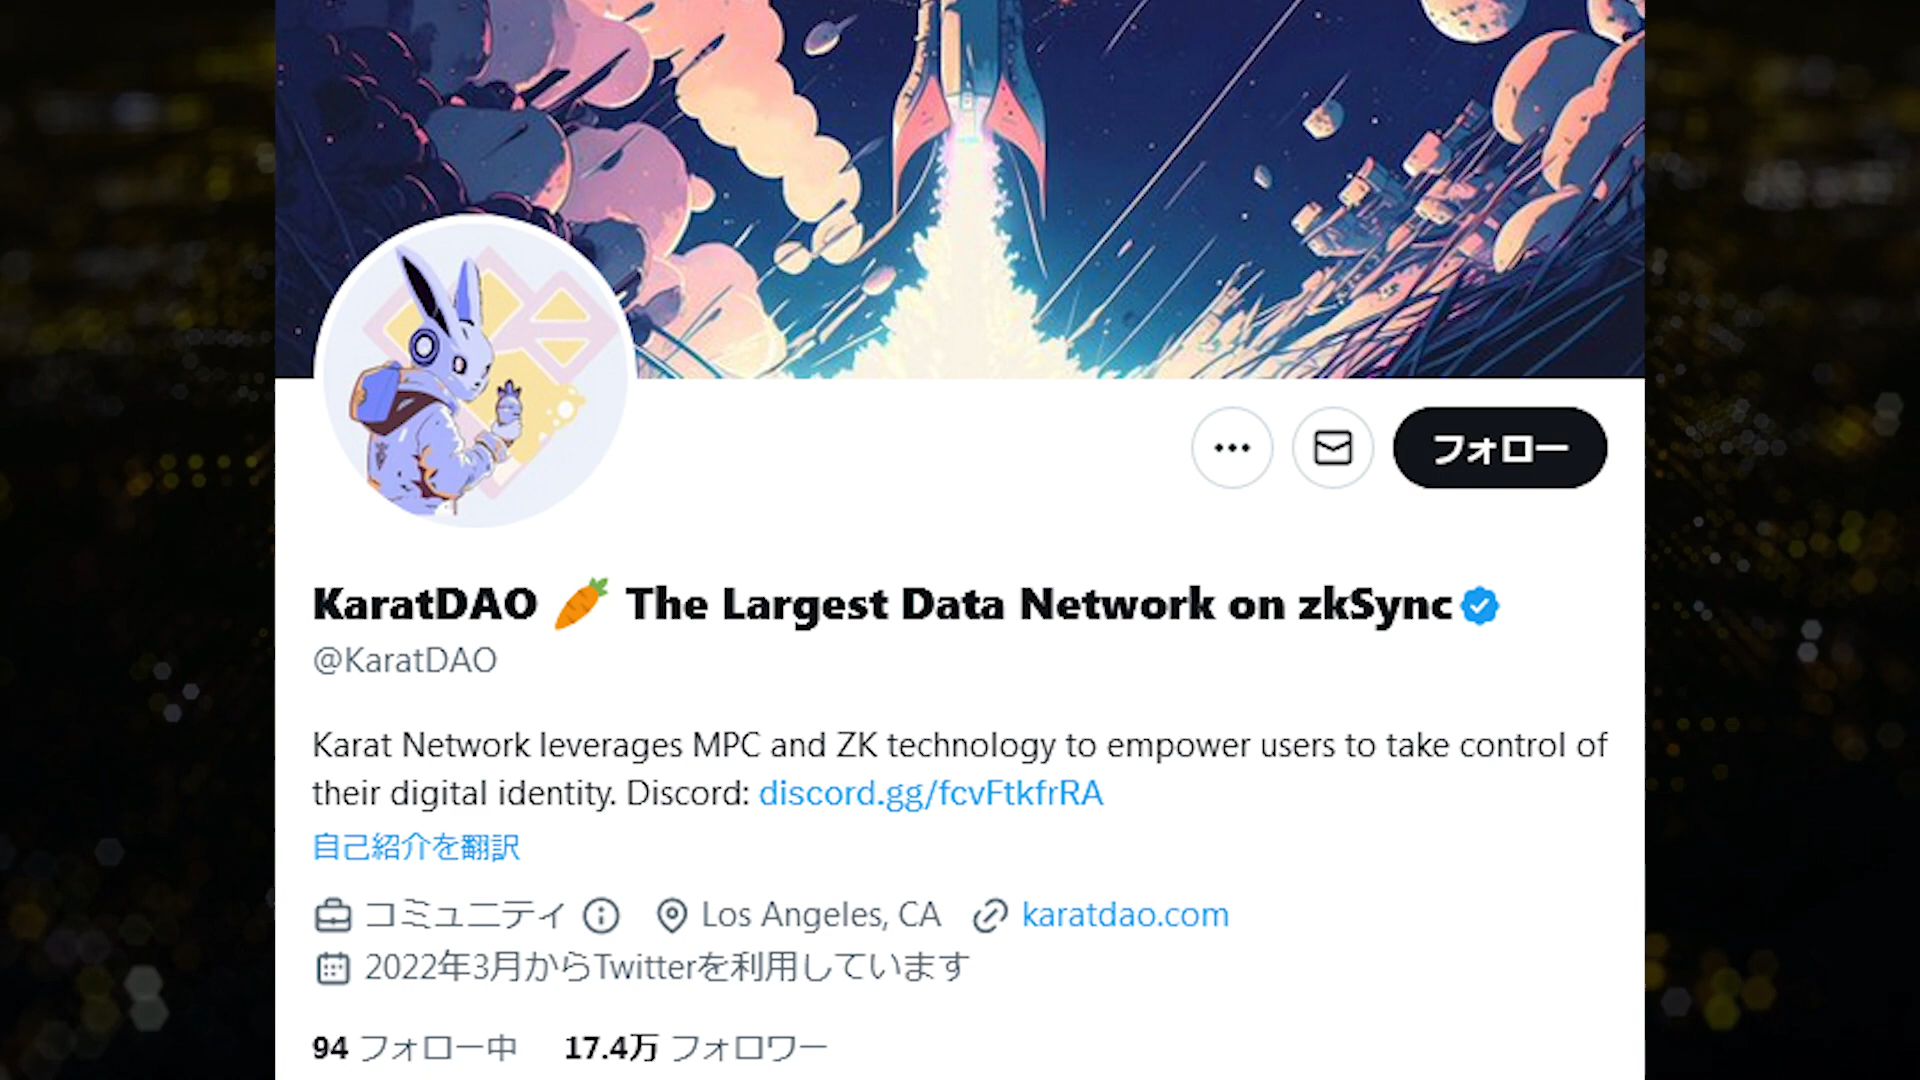 フォロー
KaratDAO 🥕 The Largest Data Network on zkSync
@KaratDAO
Karat Network leverages MPC and ZK technology to empower users to take control of
their digital identity. Discord: discord.gg/fcvFtkfrRA
自己紹介を翻訳
コミュニティ Los Angeles, CA karatdao.com
2022年3月からTwitterを利用しています
94 フォロー中 17.4万 フォロワー